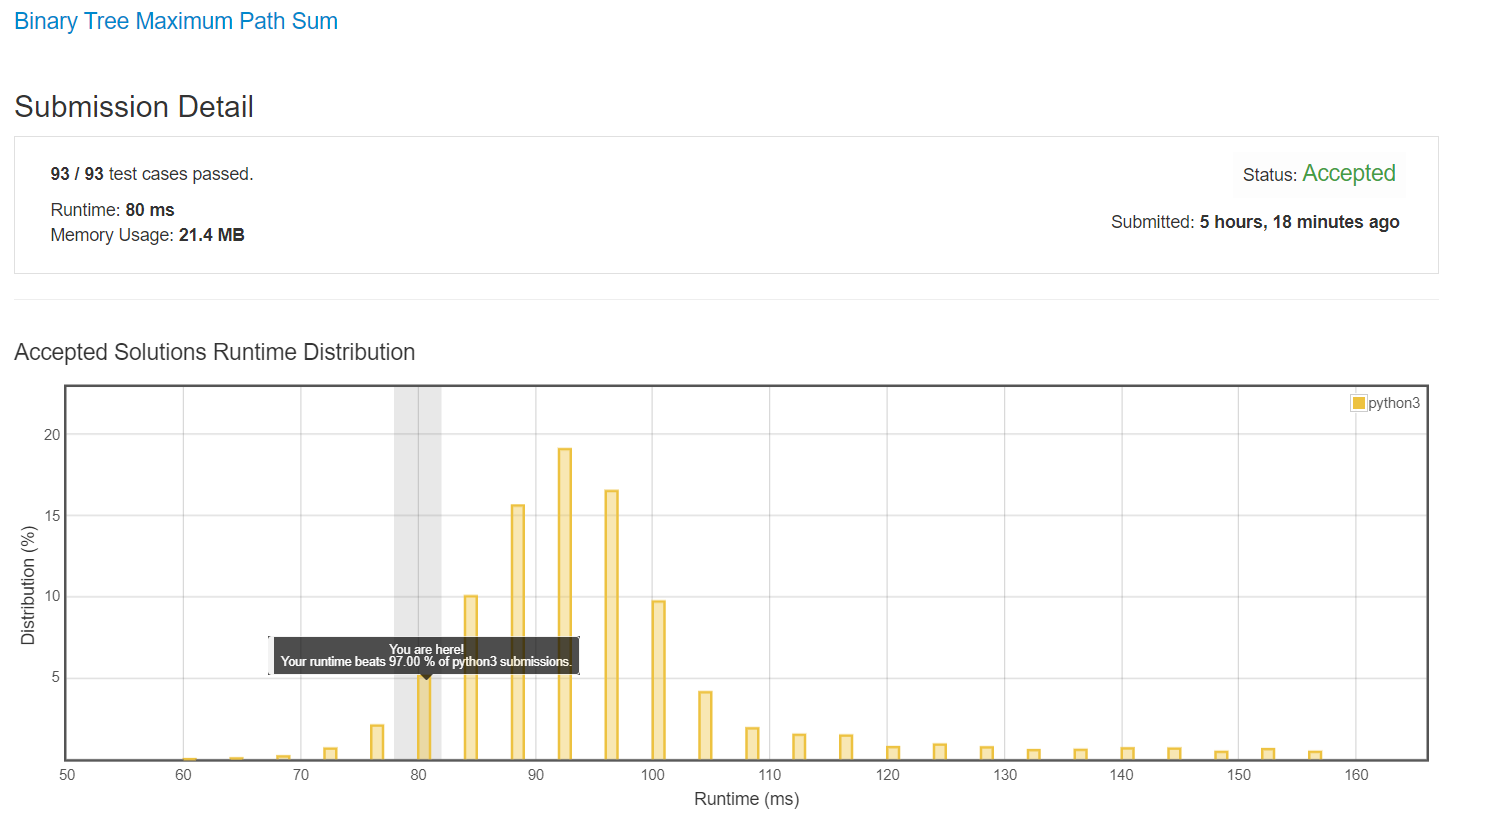 Binary Tree Maximum Path Sum
Submission Detail
93 / 93 test cases passed.
Status: Accepted
Runtime: 80 ms
Submitted: 5 hours, 18 minutes ago
Memory Usage: 21.4 MB
Accepted Solutions Runtime Distribution
python3
20
15
10
5
Distribution (%)
You are here!
Your runtime beats 97.00 % of python3 submissions.
50 60 70 80 90 100 110 120 130 140 150 160
Runtime (ms)